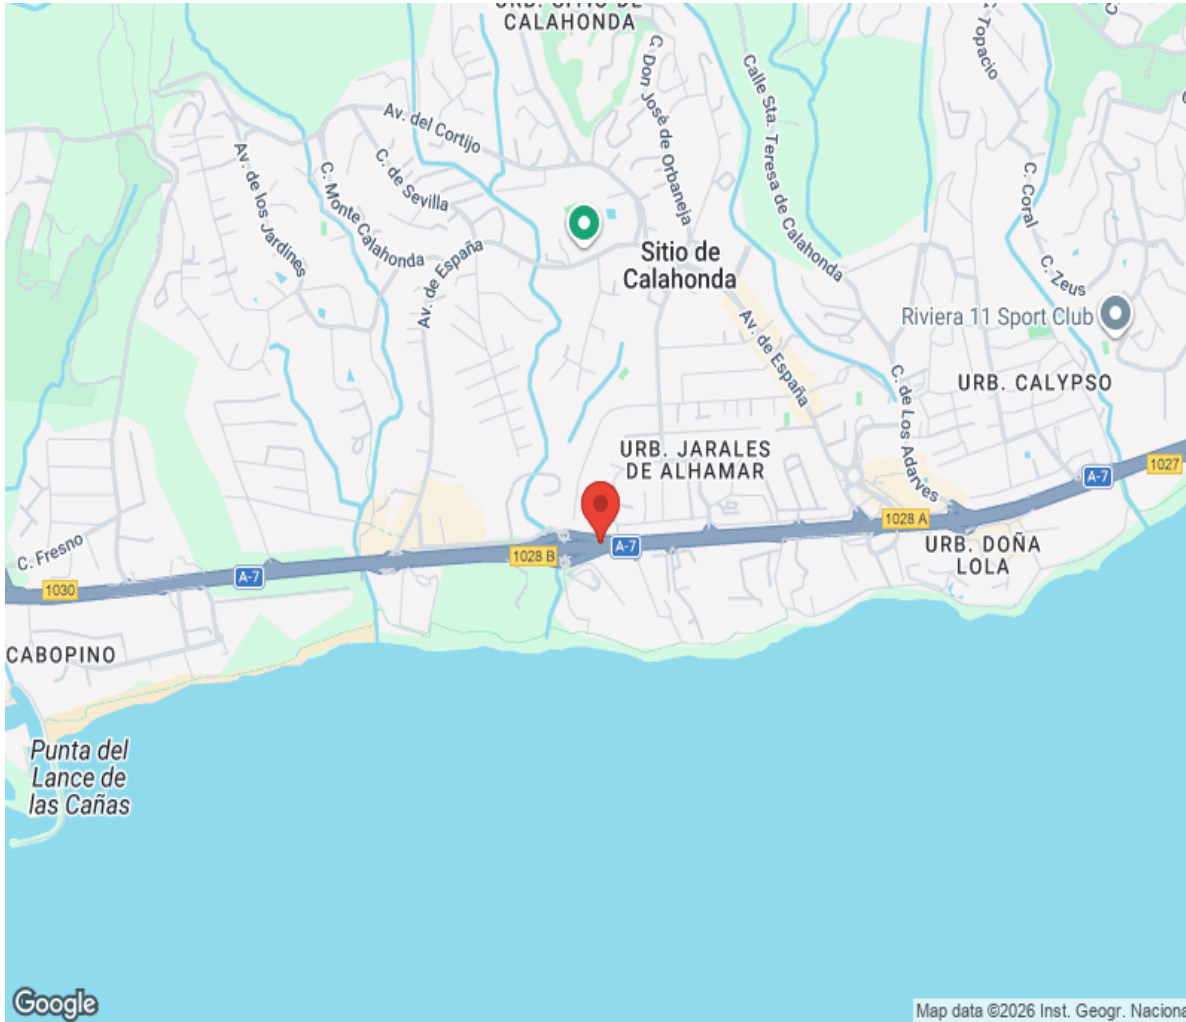 CALAHONDA
C. Topacio
C. Don José de Orbaneja
Calle Sta. Teresa de Calahonda
Av. del Cortijo
Av. de los Jardines
C. de Sevilla
C. Monte Calahonda
Av. de España
C. Coral
Sitio de
Calahonda
C. Zeus
Riviera 11 Sport Club
Av. de España
C. de Los Adarves
URB. CALYPSO
URB. JARALES
DE ALHAMAR
1027
A-7
1028 A
C. Fresno
1028 B
A-7
URB. DOÑA
LOLA
A-7
1030
CABOPINO
Punta del
Lance de
las Cañas
Google
Map data ©2026 Inst. Geogr. Naciona